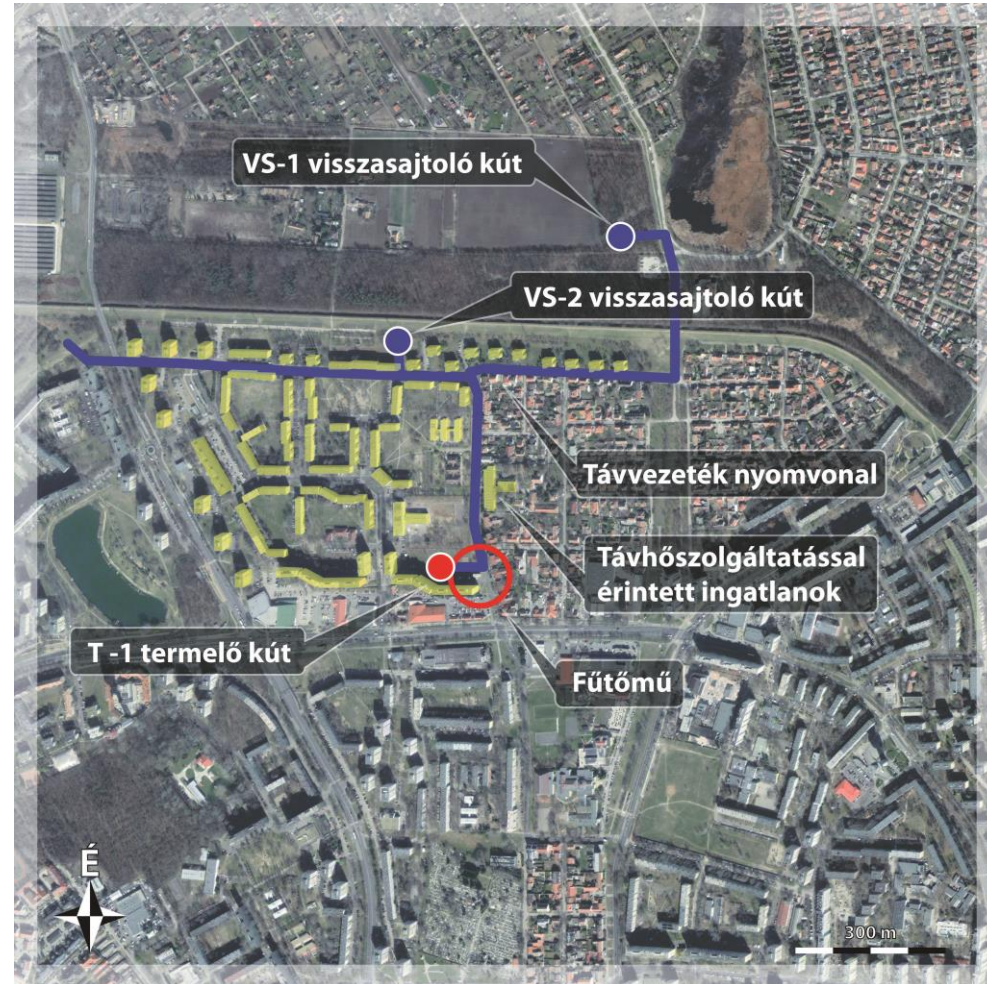 VS-1 visszasajtoló kút
VS-2 visszasajtoló kút
Távvezeték nyomvonal
Távhőszolgáltatással
érintett ingatlanok
T -1 termelő kút
Fűtőmű
É
300 m